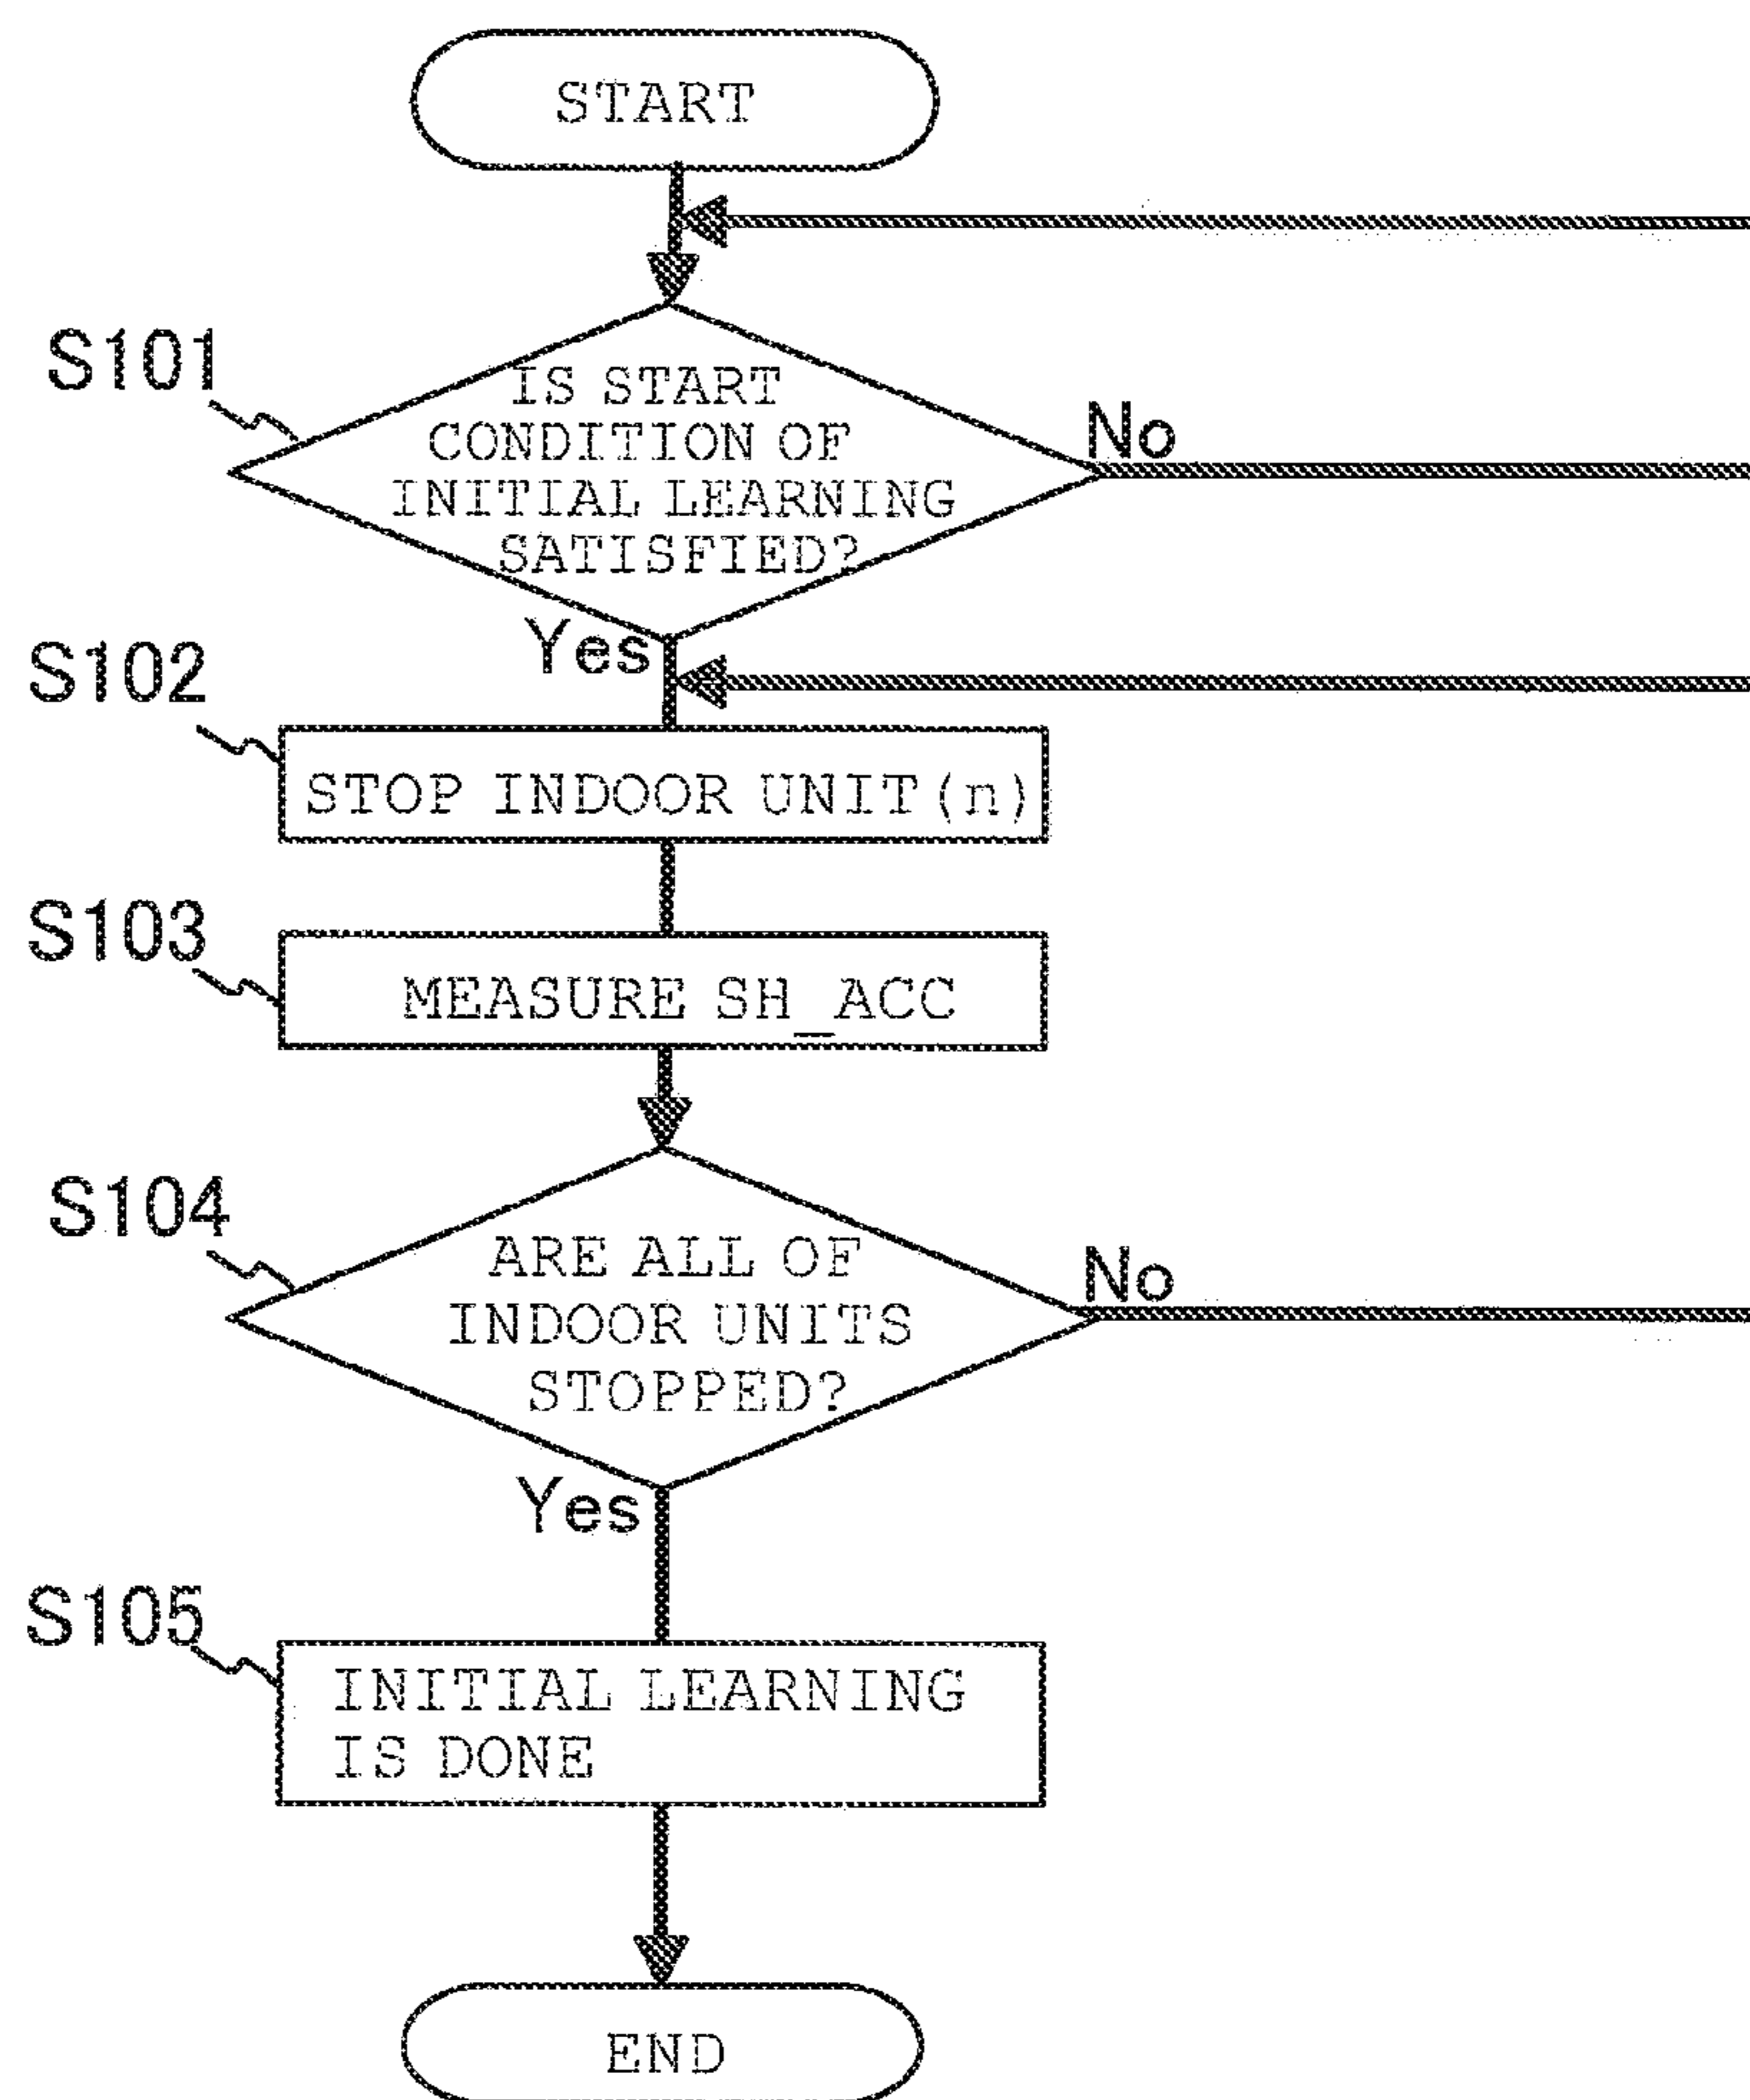 START
S101
IS START
CONDITION OF
INITIAL LEARNING
SATISFIED?
No
Yes
S102
STOP INDOOR UNIT(n)
S103
MEASURE SH_ACC
S104
ARE ALL OF
INDOOR UNITS
STOPPED?
No
Yes
S105
INITIAL LEARNING
IS DONE
END